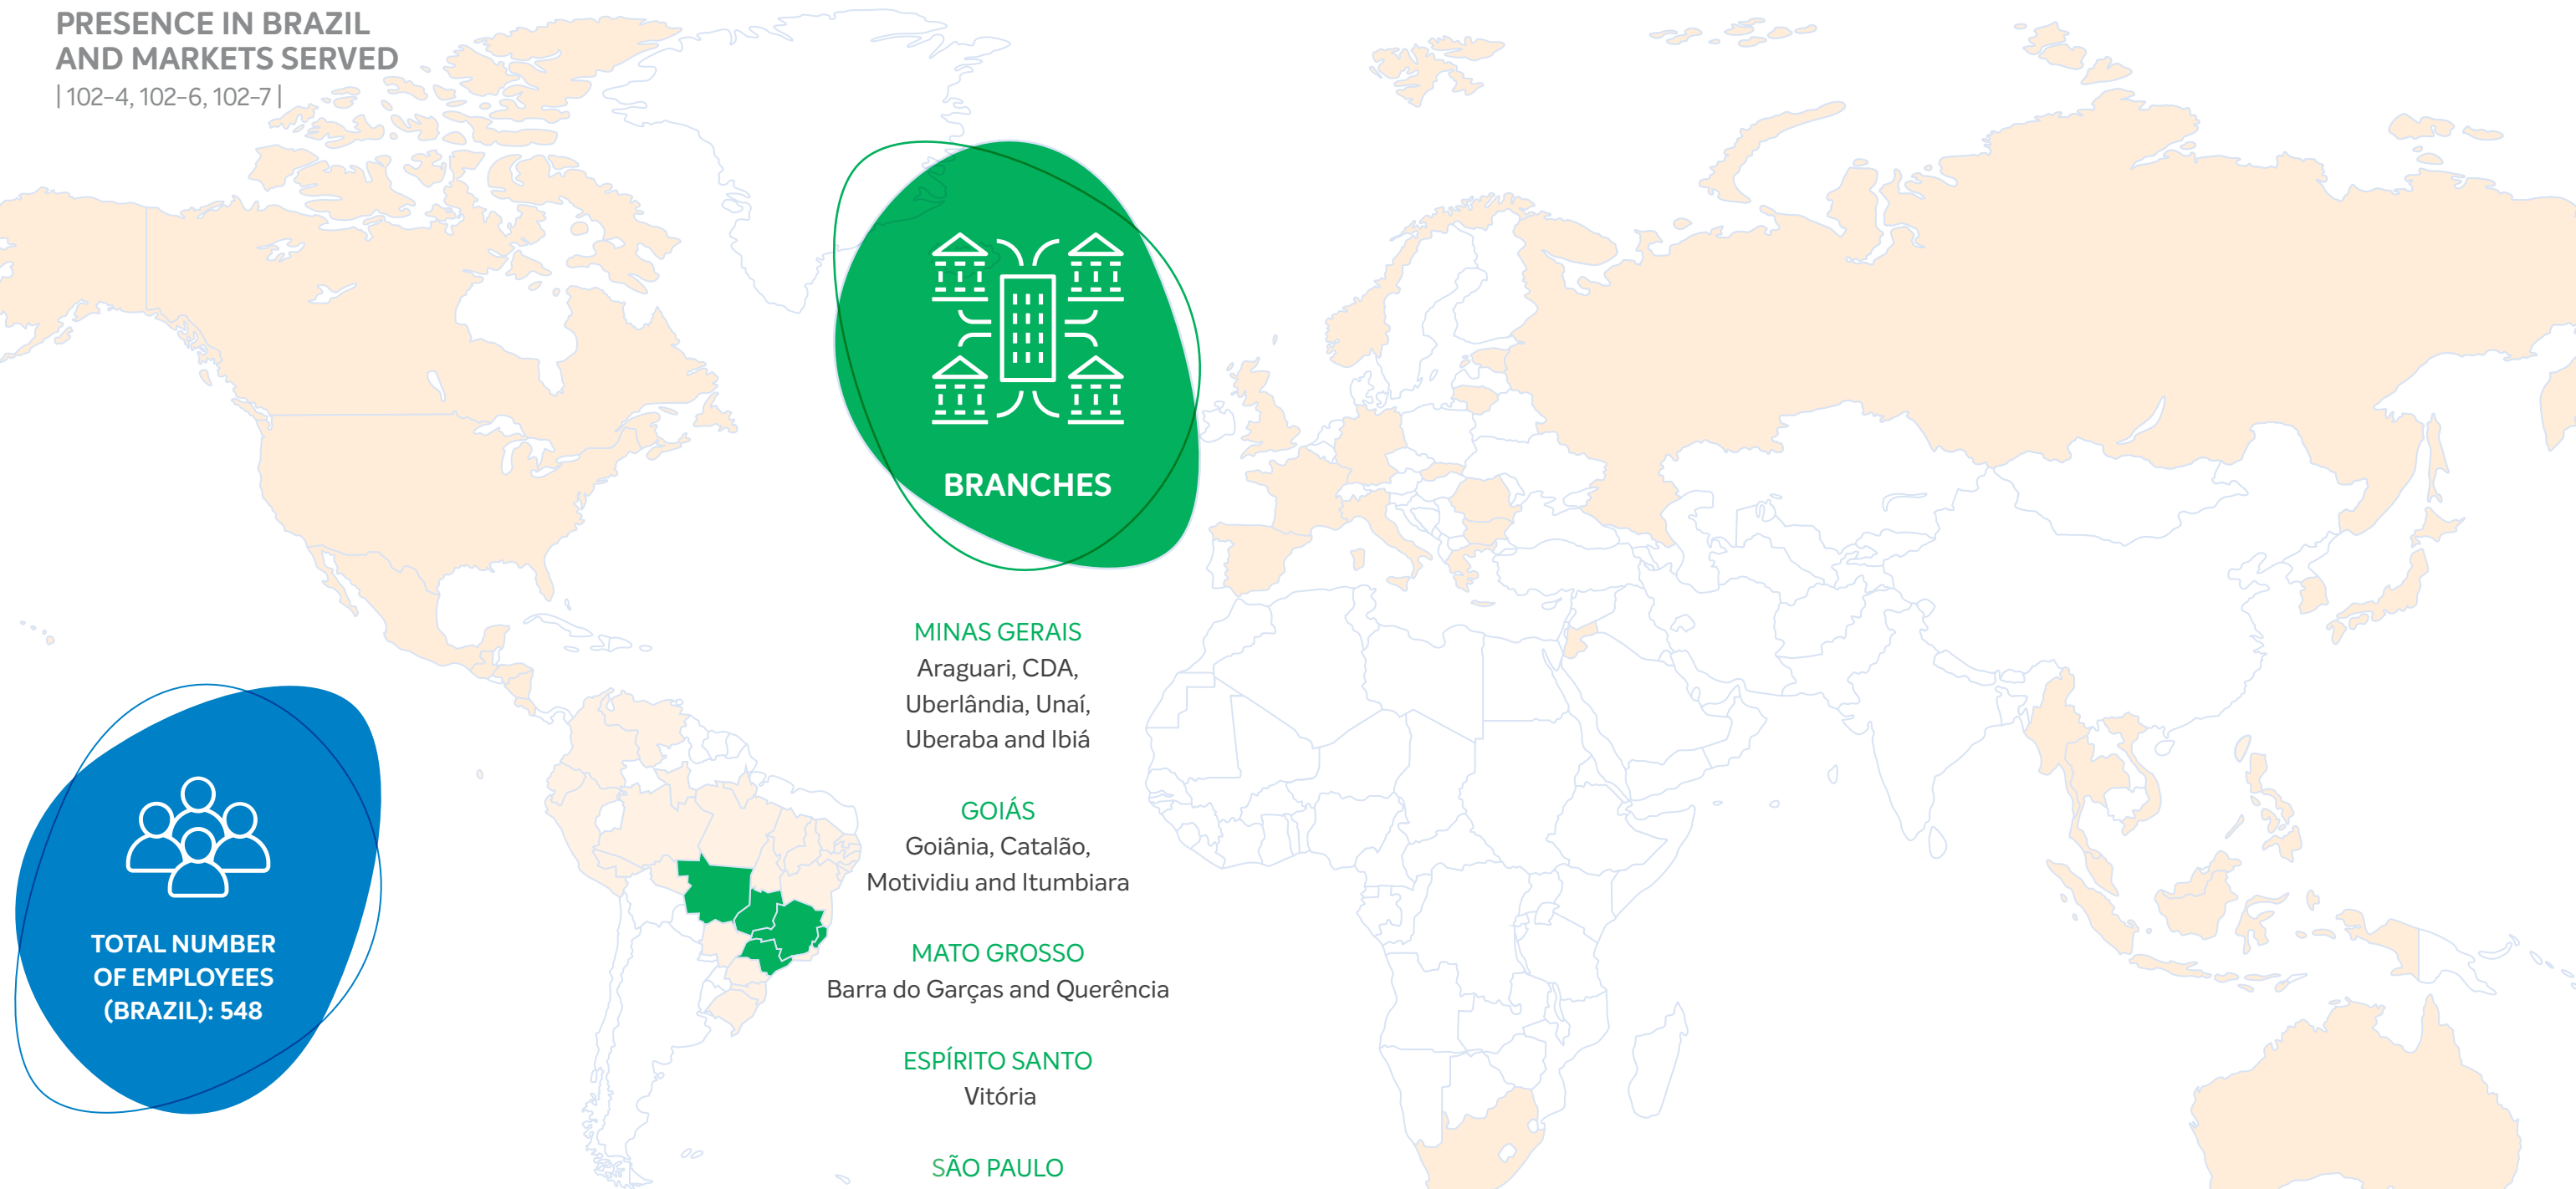 PRESENCE IN BRAZIL
AND MARKETS SERVED
| 102-4, 102-6, 102-7 |
BRANCHES
MINAS GERAIS
Araguari, CDA,
Uberlândia, Unaí,
Uberaba and Ibiá
GOIÁS
Goiânia, Catalão,
Motividiu and Itumbiara
MATO GROSSO
Barra do Garças and Querência
ESPÍRITO SANTO
Vitória
SÃO PAULO
TOTAL NUMBER
OF EMPLOYEES
(BRAZIL): 548